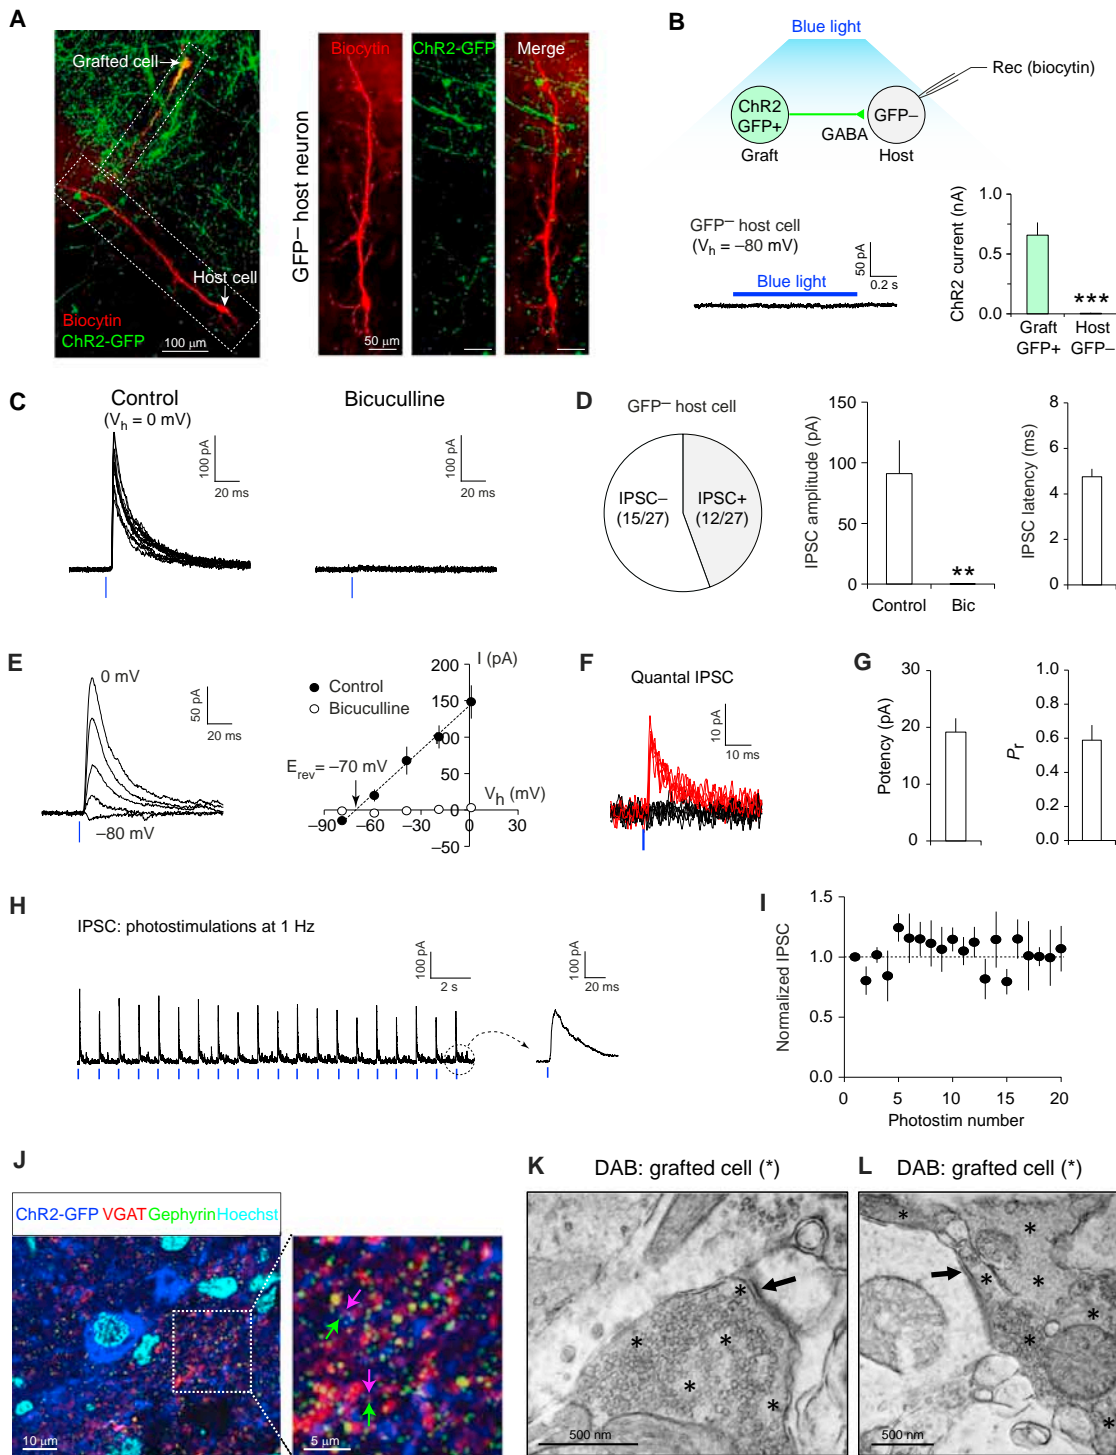 A
Grafted cell
Host cell
Biocytin
ChR2-GFP
100 μm
GFP– host neuron
Biocytin
ChR2-GFP
Merge
50 μm
B
Blue light
Rec (biocytin)
ChR2
GFP+
GFP–
GABA
Graft
Host
GFP– host cell
(Vh = –80 mV)
50 pA
0.2 s
Blue light
ChR2 current (nA)
1.0
0.5
0.0
***
Graft
GFP+
Host
GFP–
C
Control
(Vh = 0 mV)
100 pA
20 ms
Bicuculline
100 pA
20 ms
D
GFP– host cell
IPSC–
(15/27)
IPSC+
(12/27)
IPSC amplitude (pA)
150
100
50
0
**
Control
Bic
IPSC latency (ms)
8
6
4
2
0
E
0 mV
–80 mV
50 pA
20 ms
I (pA)
200
150
100
50
0
–50
Control
Bicuculline
Erev= –70 mV
Vh (mV)
–90
–60
–30
0
30
F
Quantal IPSC
10 pA
10 ms
G
Potency (pA)
30
20
10
0
Pr
1.0
0.8
0.6
0.4
0.2
0.0
H
IPSC: photostimulations at 1 Hz
100 pA
2 s
100 pA
20 ms
I
Normalized IPSC
1.5
1.0
0.5
0.0
0
5
10
15
20
Photostim number
J
ChR2-GFP VGAT Gephyrin Hoechst
10 μm
5 μm
K
DAB: grafted cell (*)
*
*
*
*
*
500 nm
L
DAB: grafted cell (*)
*
*
*
*
*
*
*
500 nm